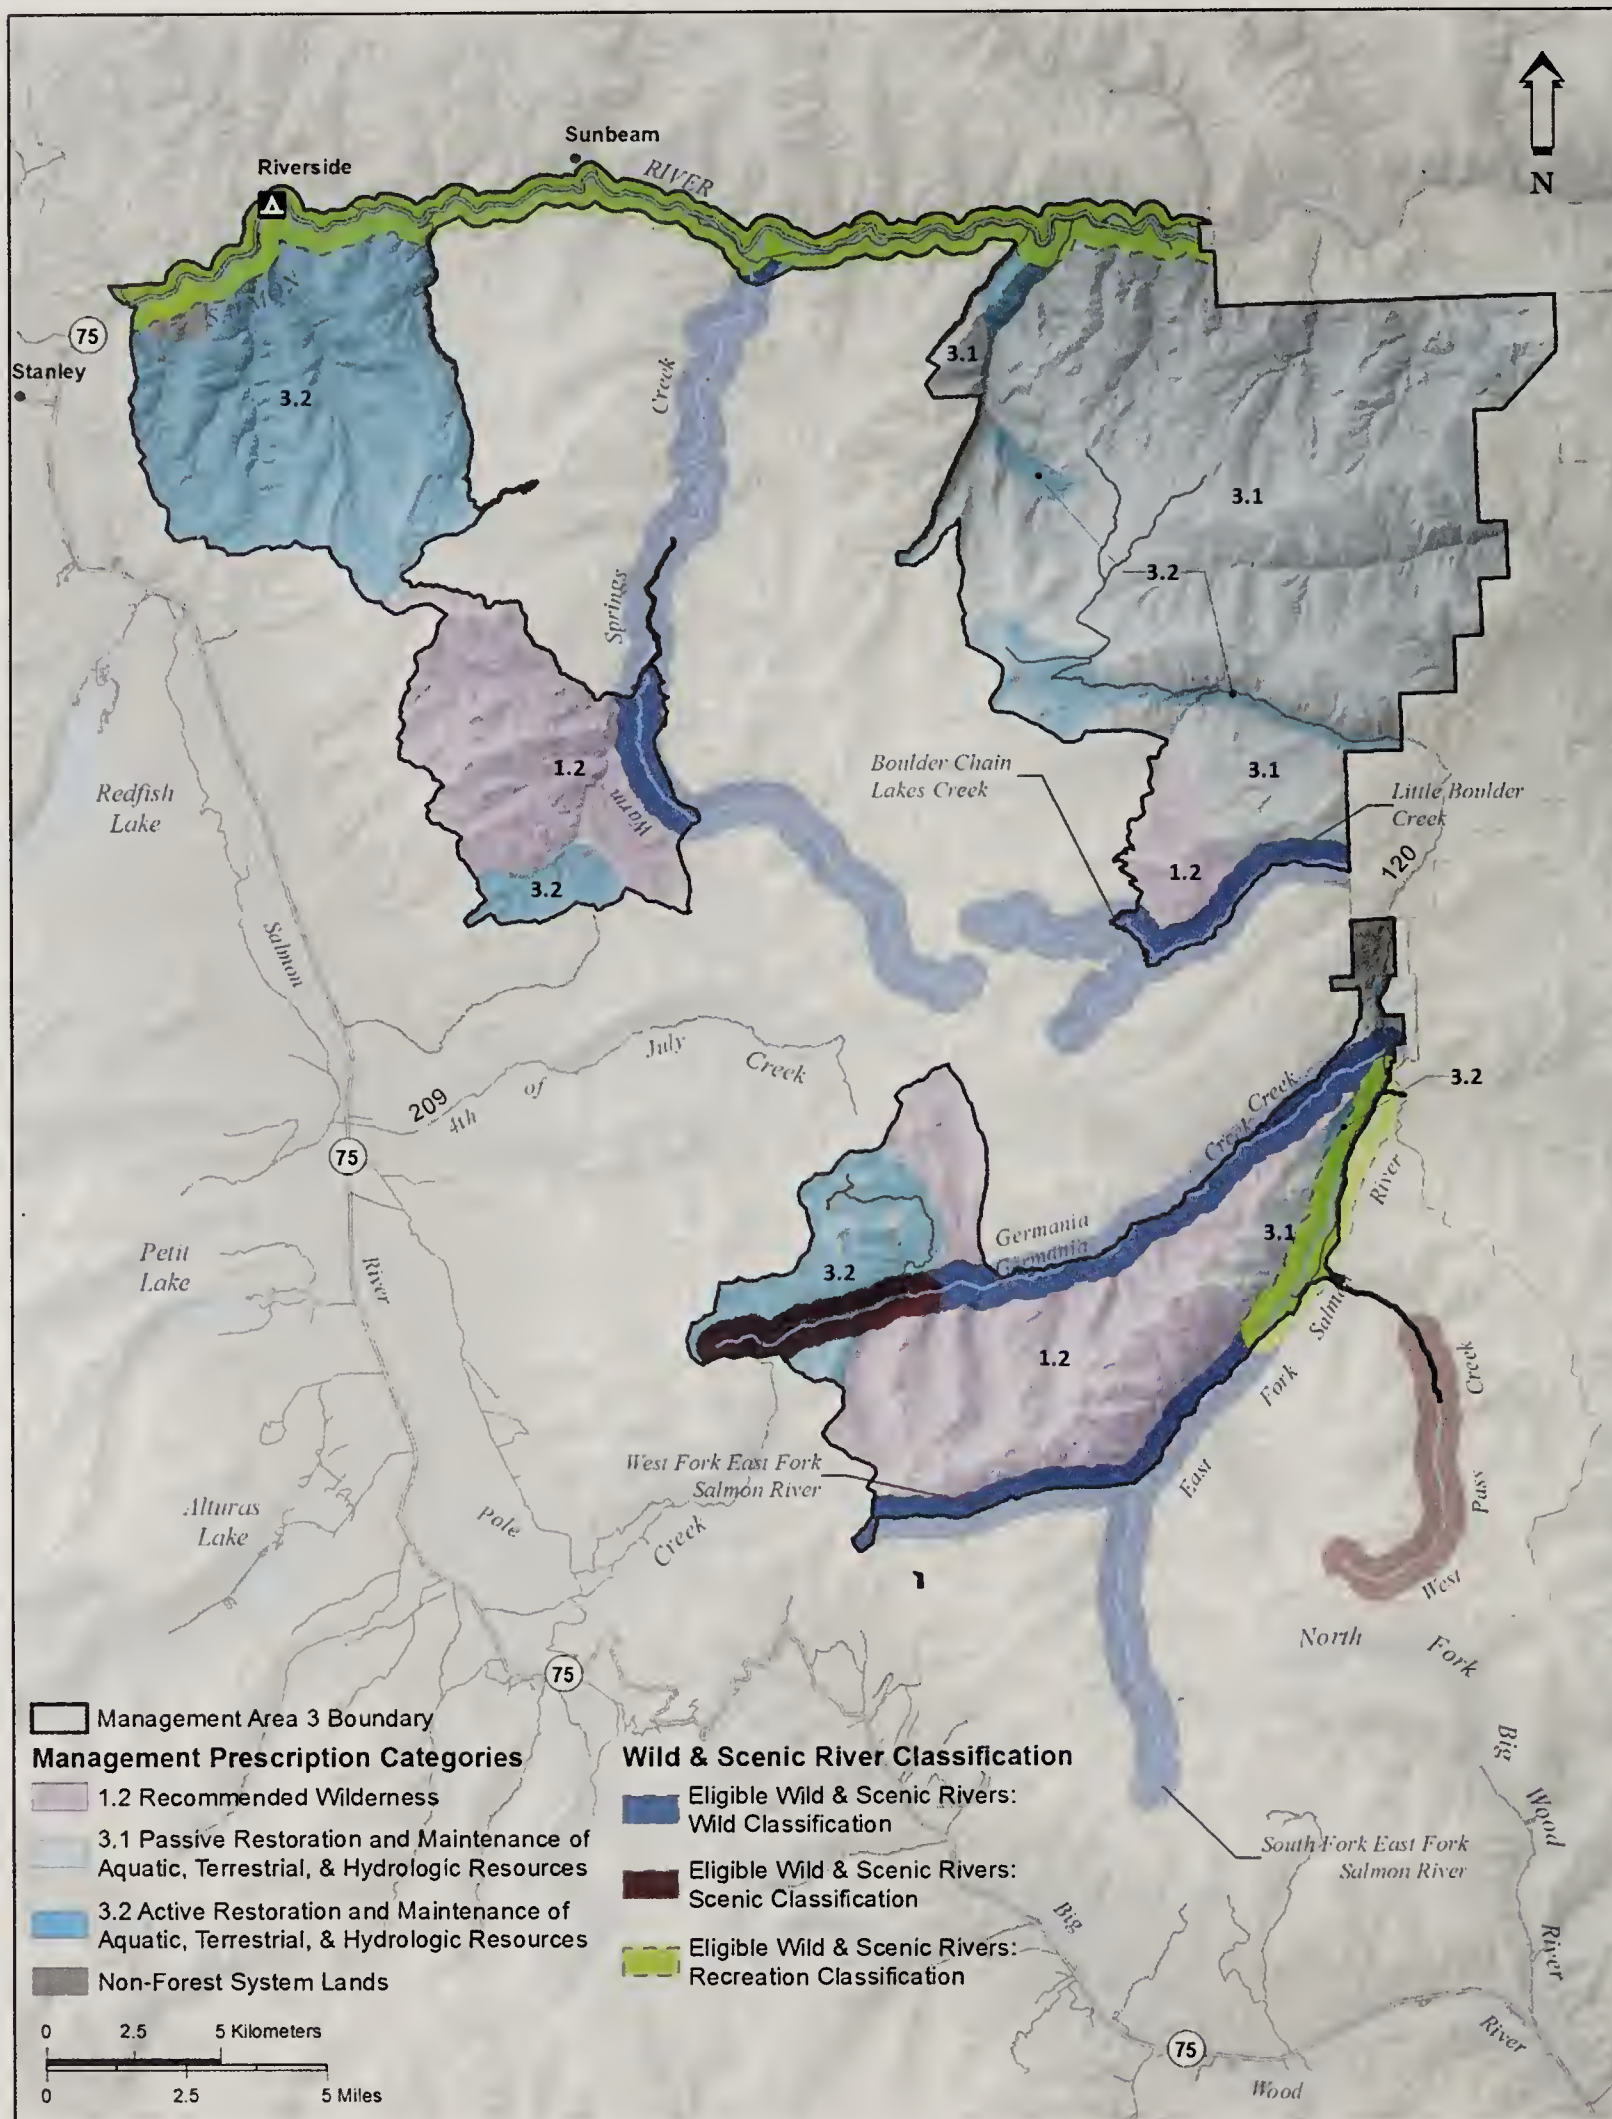 Sunbeam
Riverside
RIVER
N
SALMON
75
Stanley
3.2
Creek
3.1
3.1
3.2
Springs
1.2
Warm
3.2
Redfish
Lake
Boulder Chain
Lakes Creek
3.1
Little Boulder
Creek
1.2
120
Salmon
July
Creek
of
209
4th
75
Creek
Creek
3.2
River
3.1
Germania
Germania
Petit
Lake
River
3.2
Salmon
Fork
1.2
Creek
West Fork East Fork
Salmon River
East
Pass
Alturas
Lake
Pole
Creek
West
North
Fork
75
Management Area 3 Boundary
Management Prescription Categories
1.2 Recommended Wilderness
3.1 Passive Restoration and Maintenance of
Aquatic, Terrestrial, & Hydrologic Resources
3.2 Active Restoration and Maintenance of
Aquatic, Terrestrial, & Hydrologic Resources
Non-Forest System Lands
0 2.5 5 Kilometers
0 2.5 5 Miles
Wild & Scenic River Classification
Eligible Wild & Scenic Rivers:
Wild Classification
Eligible Wild & Scenic Rivers:
Scenic Classification
Eligible Wild & Scenic Rivers:
Recreation Classification
Big
Wood
River
South Fork East Fork
Salmon River
Big
River
75
Wood